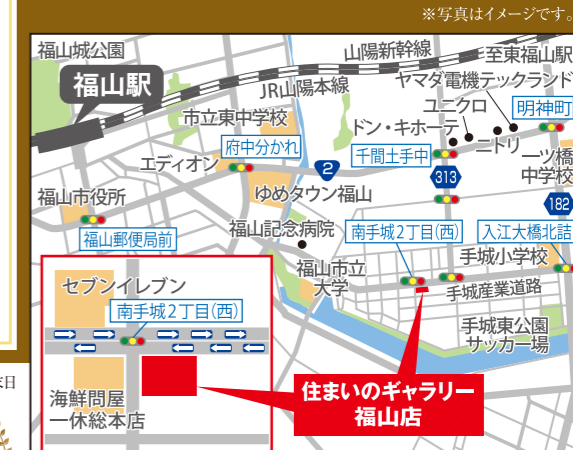 ※写真はイメージです。
福山城公園
山陽新幹線
至東福山駅
福山駅
JR山陽本線
ヤマダ電機テックランド
ユニクロ
明神町
市立東中学校
ドン・キホーテ
府中分かれ
ニトリ
千間土手中
一ツ橋
中学校
エディオン
2
313
福山市役所
ゆめタウン福山
182
福山郵便局前
福山記念病院
南手城2丁目(西)
入江大橋北詰
手城小学校
福山市立
大学
手城産業道路
セブンイレブン
南手城2丁目(西)
手城東公園
サッカー場
末日
海鮮問屋
一休総本店
住まいのギャラリー
福山店